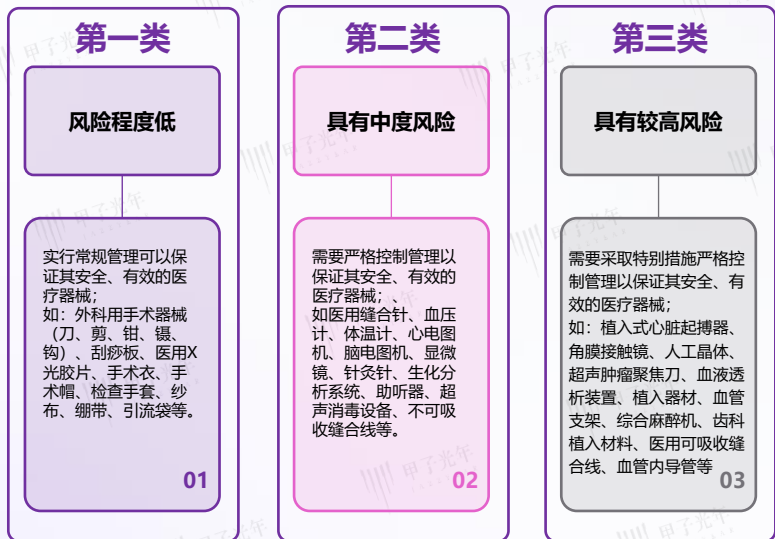 第一类
风险程度低
实行常规管理可以保
证其安全、有效的医
疗器械；
如：外科用手术器械
（刀、剪、钳、镊、
钩）、刮痧板、医用X
光胶片、手术衣、手
术帽、检查手套、纱
布、绷带、引流袋等。
01
第二类
具有中度风险
需要严格控制管理以
保证其安全、有效的
医疗器械；
如医用缝合针、血压
计、体温计、心电图
机、脑电图机、显微
镜、针灸针、生化分
析系统、助听器、超
声消毒设备、不可吸
收缝合线等。
02
第三类
具有较高风险
需要采取特别措施严格控
制管理以保证其安全、有
效的医疗器械；
如：植入式心脏起搏器、
角膜接触镜、人工晶体、
超声肿瘤聚焦刀、血液透
析装置、植入器材、血管
支架、综合麻醉机、齿科
植入材料、医用可吸收缝
合线、血管内导管等
03
甲子光年